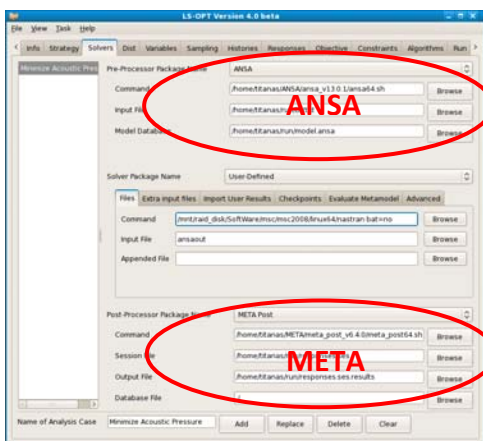 LS-OPT Version 4.0 beta
File View Task Help
Info Strategy Solvers Dist Variables Sampling Histories Responses Objective Constraints Algorithms Run
Minimize Acoustic Pres
Pre-Processor Package Name ANSA
Command /home/titanas/ANSA/ansa_v13.0.1/ansa64.sh Browse
Input File Browse
ANSA
Model Database /home/titanas/run/model.ansa Browse
Solver Package Name User-Defined
Files Extra input files Import User Results Checkpoints Evaluate Metamodel Advanced
Command /mnt/raid_disk/SoftWare/msc/msc2008/linux64/nastran bat=no Browse
Input File ansaout Browse
Appended File Browse
Post-Processor Package Name META Post
Command /home/titanas/META/meta_post_v6.4.0/meta_post64.sh Browse
Session File Browse
META
Output File /home/titanas/run/responses.ses.results Browse
Database File Browse
Name of Analysis Case Minimize Acoustic Pressure Add Replace Delete Clear